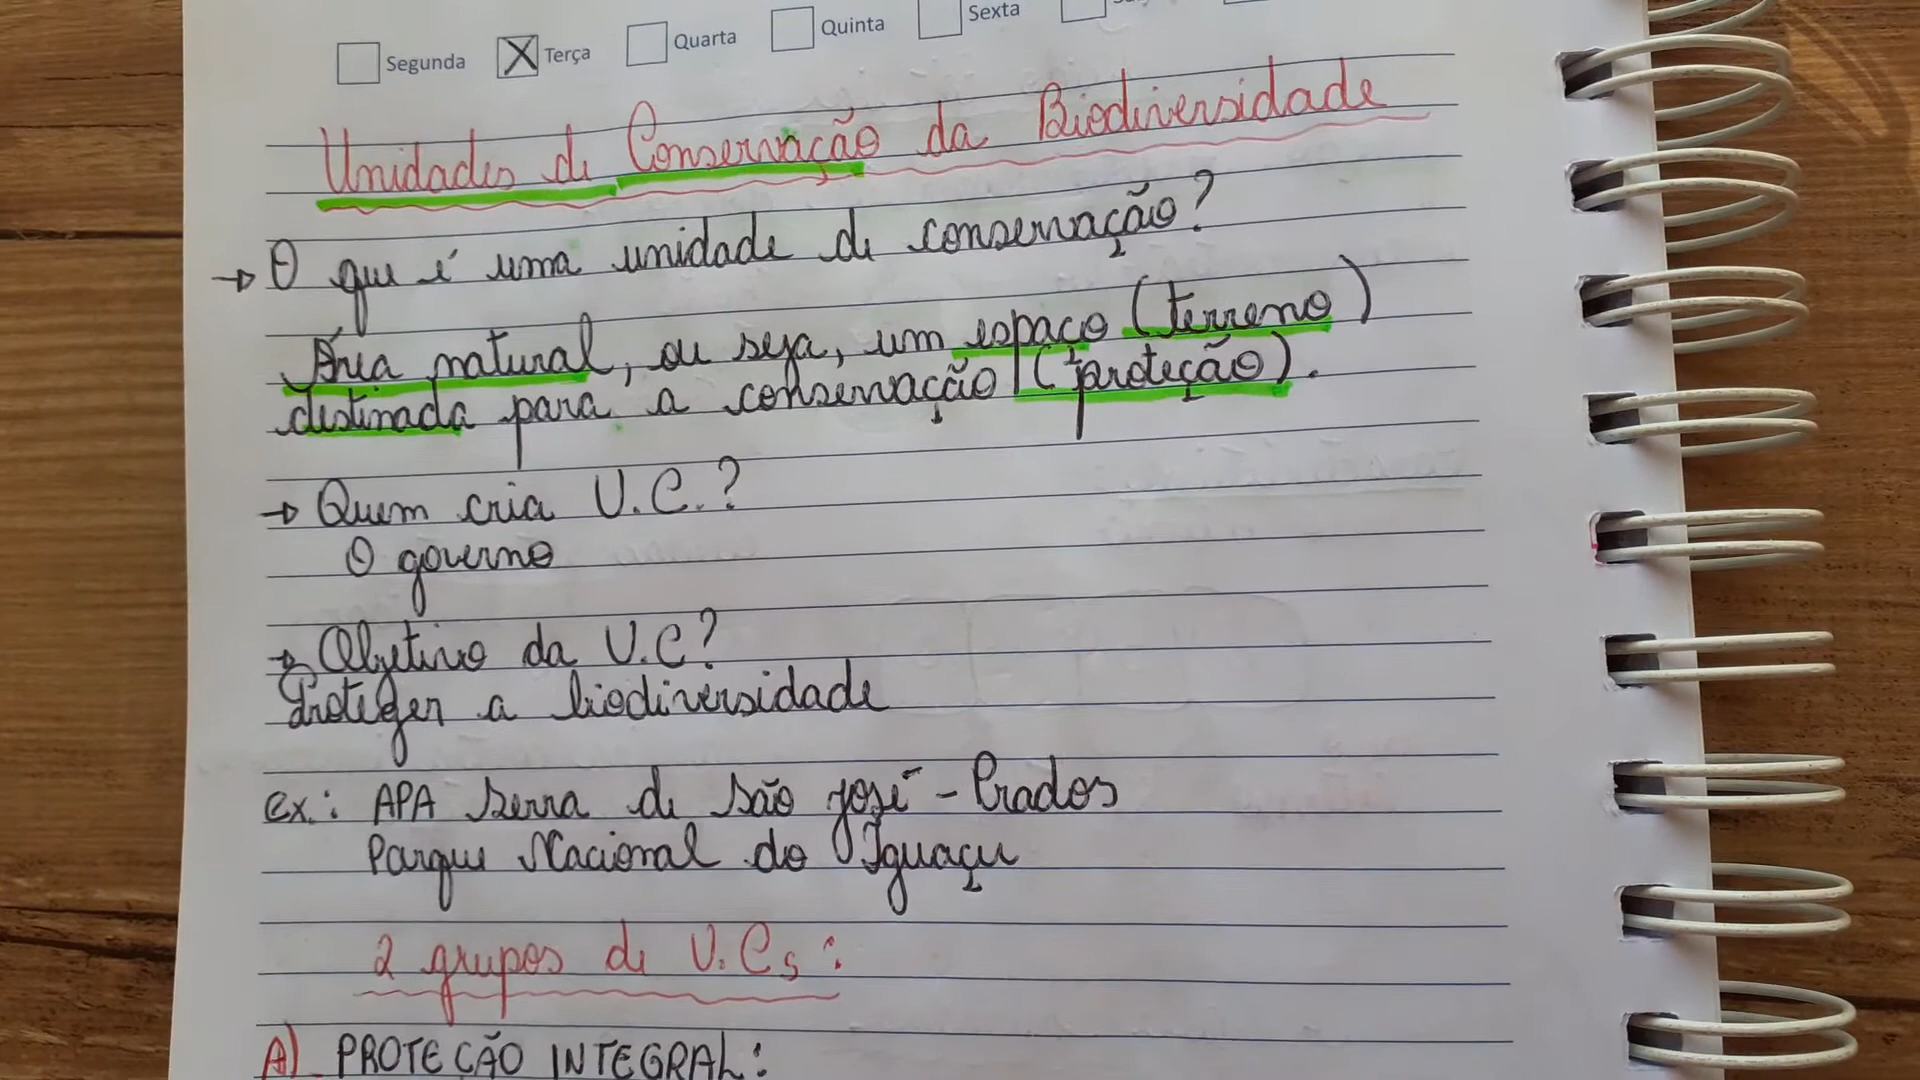 Segunda Terça Quarta Quinta Sexta
Unidades de Conservação da Biodiversidade
→ O que é uma unidade de conservação?
Área natural, ou seja, um espaço (terreno)
destinada para a conservação (proteção).
→ Quem cria U.C.?
O governo
→ Objetivo da U.C?
Proteger a biodiversidade
ex.: APA Serra de São José - Prados
Parque Nacional do Iguaçu
2 grupos de U.Cs:
A) PROTEÇÃO INTEGRAL: